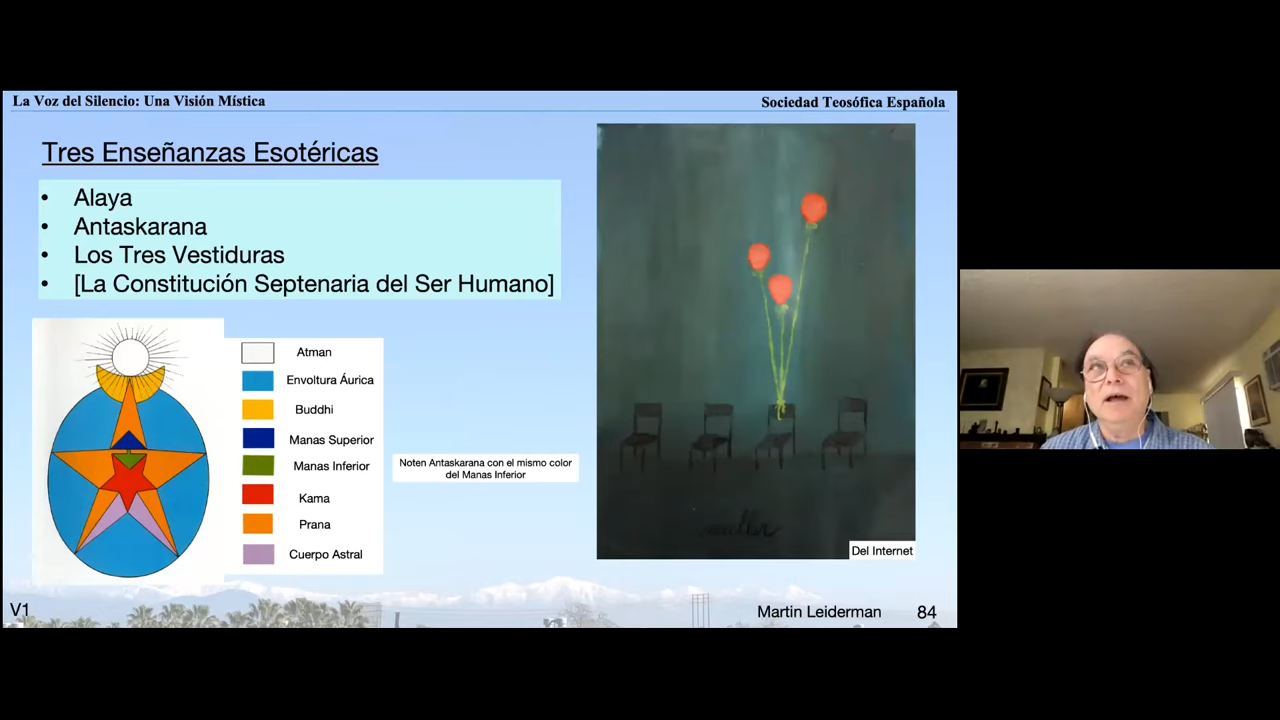 La Voz del Silencio: Una Visión Mística
Sociedad Teosófica Española
Tres Enseñanzas Esotéricas
• Alaya
• Antaskarana
• Los Tres Vestiduras
• [La Constitución Septenaria del Ser Humano]
Atman
Envoltura Áurica
Buddhi
Manas Superior
Manas Inferior
Kama
Prana
Cuerpo Astral
Noten Antaskarana con el mismo color
del Manas Inferior
Del Internet
V1
Martin Leiderman
84